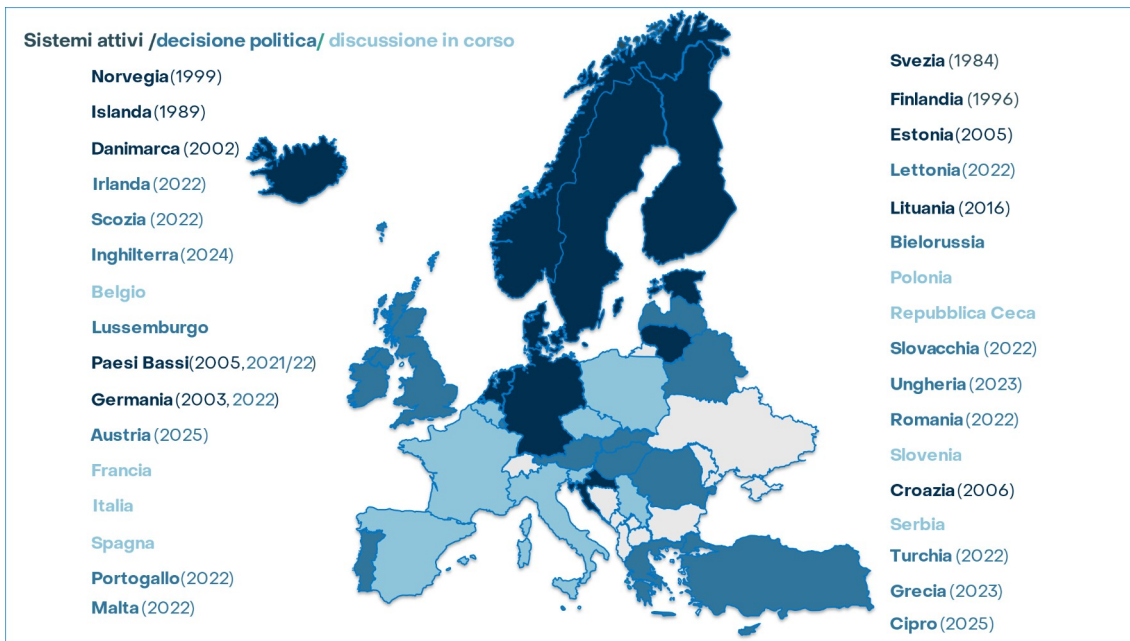 Sistemi attivi /decisione politica/ discussione in corso
Norvegia (1999)
Islanda (1989)
Danimarca (2002)
Irlanda (2022)
Scozia (2022)
Inghilterra (2024)
Belgio
Lussemburgo
Paesi Bassi (2005, 2021/22)
Germania (2003, 2022)
Austria (2025)
Francia
Italia
Spagna
Portogallo (2022)
Malta (2022)
Svezia (1984)
Finlandia (1996)
Estonia (2005)
Lettonia (2022)
Lituania (2016)
Bielorussia
Polonia
Repubblica Ceca
Slovacchia (2022)
Ungheria (2023)
Romania (2022)
Slovenia
Croazia (2006)
Serbia
Turchia (2022)
Grecia (2023)
Cipro (2025)